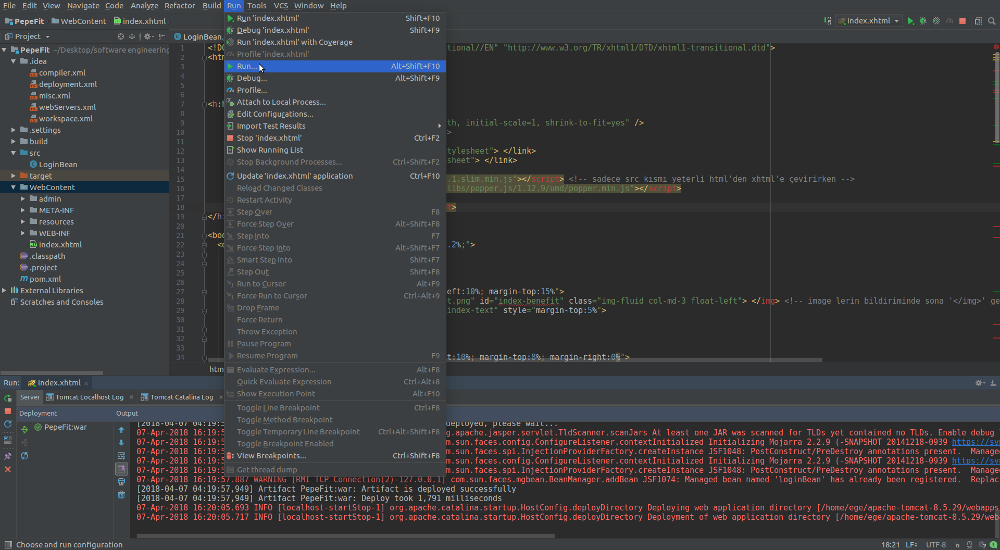 File Edit View Navigate Code Analyze Refactor Build Run Tools VCS Window Help
PepeFit WebContent index.xhtml
index.xhtml
Project
LoginBean.
PepeFit ~/Desktop/software engineering
.idea
compiler.xml
deployment.xml
misc.xml
webServers.xml
workspace.xml
.settings
build
src
LoginBean
target
WebContent
admin
META-INF
resources
WEB-INF
index.xhtml
.classpath
.project
pom.xml
External Libraries
Scratches and Consoles
Run 'index.xhtml' Shift+F10
Debug 'index.xhtml' Shift+F9
Run 'index.xhtml' with Coverage
Profile 'index.xhtml'
Run... Alt+Shift+F10
Debug... Alt+Shift+F9
Profile...
Attach to Local Process...
Edit Configurations...
Import Test Results
Stop 'index.xhtml' Ctrl+F2
Show Running List
Stop Background Processes... Ctrl+Shift+F2
Update 'index.xhtml' application Ctrl+F10
Reload Changed Classes
Restart Activity
Step Over F8
Force Step Over Alt+Shift+F8
Step Into F7
Force Step Into Alt+Shift+F7
Smart Step Into Shift+F7
Step Out Shift+F8
Run to Cursor Alt+F9
Force Run to Cursor Ctrl+Alt+9
Drop Frame
Force Return
Throw Exception
Pause Program
Resume Program F9
Evaluate Expression... Alt+F8
Quick Evaluate Expression Ctrl+Alt+8
Show Execution Point Alt+F10
Toggle Line Breakpoint Ctrl+F8
Toggle Method Breakpoint
Toggle Temporary Line Breakpoint Ctrl+Alt+Shift+F8
Toggle Breakpoint Enabled
View Breakpoints... Ctrl+Shift+F8
Get thread dump
1 <!DO tional//EN" "http://www.w3.org/TR/xhtml1/DTD/xhtml1-transitional.dtd">
2 <htm
3
4
5
6
7 <h:h
8
9 th, initial-scale=1, shrink-to-fit=yes" />
10 >
11
12 tylesheet"> </link>
13 sheet"> </link>
14
15 .1.slim.min.js"></script> <!-- sadece src kısmı yeterli html'den xhtml'e çevirirken -->
16 libs/popper.js/1.12.9/umd/popper.min.js"></script>
17
18 t>
19 </h:
20
21 <bod
22 <d .2%;">
23
24
25
26
27 eft:10%; margin-top:15%">
28 t.png" id="index-benefit" class="img-fluid col-md-3 float-left"> </img> <!-- image lerin bildiriminde sona '</img>' ge
29 index-text" style="margin-top:5%">
30
31
32
33
34 t:10%; margin-top:8%; margin-right:0%">
htm
Run: index.xhtml
Server Tomcat Localhost Log Tomcat Catalina Log
Deployment Output
PepeFit:war
[2018-04-07 04:19:5 deployed, please wait...
07-Apr-2018 16:19:5 g.apache.jasper.servlet.TldScanner.scanJars At least one JAR was scanned for TLDs yet contained no TLDs. Enable debug
07-Apr-2018 16:19:5 m.sun.faces.config.ConfigureListener.contextInitialized Initializing Mojarra 2.2.9 (-SNAPSHOT 20141218-0939 https://sv
07-Apr-2018 16:19:5 m.sun.faces.spi.InjectionProviderFactory.createInstance JSF1048: PostConstruct/PreDestroy annotations present. Manage
07-Apr-2018 16:19:5 m.sun.faces.config.ConfigureListener.contextInitialized Initializing Mojarra 2.2.9 (-SNAPSHOT 20141218-0939 https://sv
07-Apr-2018 16:19:5 m.sun.faces.spi.InjectionProviderFactory.createInstance JSF1048: PostConstruct/PreDestroy annotations present. Manage
07-Apr-2018 16:19:57.887 WARNING [RMI TCP Connection(2)-127.0.0.1] com.sun.faces.mgbean.BeanManager.addBean JSF1074: Managed bean named 'loginBean' has already been registered. Replac
[2018-04-07 04:19:57,949] Artifact PepeFit:war: Artifact is deployed successfully
[2018-04-07 04:19:57,949] Artifact PepeFit:war: Deploy took 1,791 milliseconds
07-Apr-2018 16:20:05.693 INFO [localhost-startStop-1] org.apache.catalina.startup.HostConfig.deployDirectory Deploying web application directory [/home/ege/apache-tomcat-8.5.29/webapps
07-Apr-2018 16:20:05.717 INFO [localhost-startStop-1] org.apache.catalina.startup.HostConfig.deployDirectory Deployment of web application directory [/home/ege/apache-tomcat-8.5.29/web
Choose and run configuration 18:21 LF÷ UTF-8 1